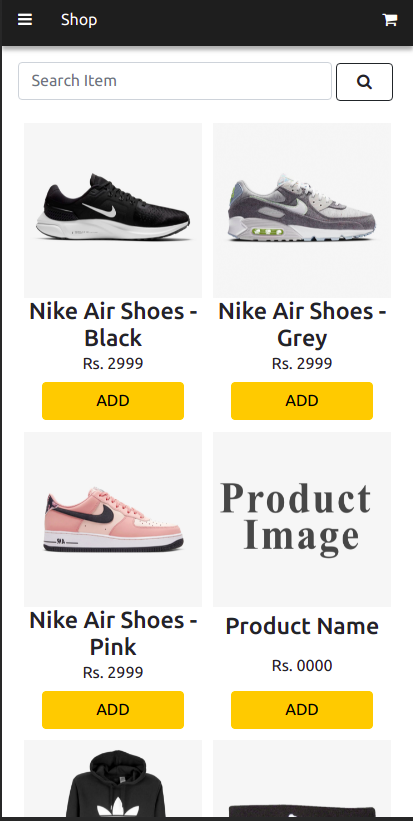 Shop
Search Item
Nike Air Shoes -
Black
Rs. 2999
ADD
Nike Air Shoes -
Grey
Rs. 2999
ADD
Nike Air Shoes -
Pink
Rs. 2999
ADD
Product
Image
Product Name
Rs. 0000
ADD